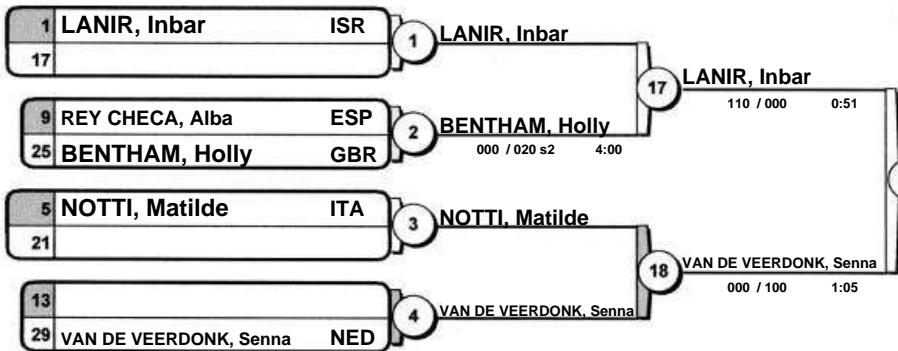 1 LANIR, Inbar ISR
17
1
LANIR, Inbar
9 REY CHECA, Alba ESP
25 BENTHAM, Holly GBR
2
BENTHAM, Holly
000 / 020 s2 4:00
17
LANIR, Inbar
110 / 000 0:51
5 NOTTI, Matilde ITA
21
3
NOTTI, Matilde
13
29 VAN DE VEERDONK, Senna NED
4
VAN DE VEERDONK, Senna
18
VAN DE VEERDONK, Senna
000 / 100 1:05